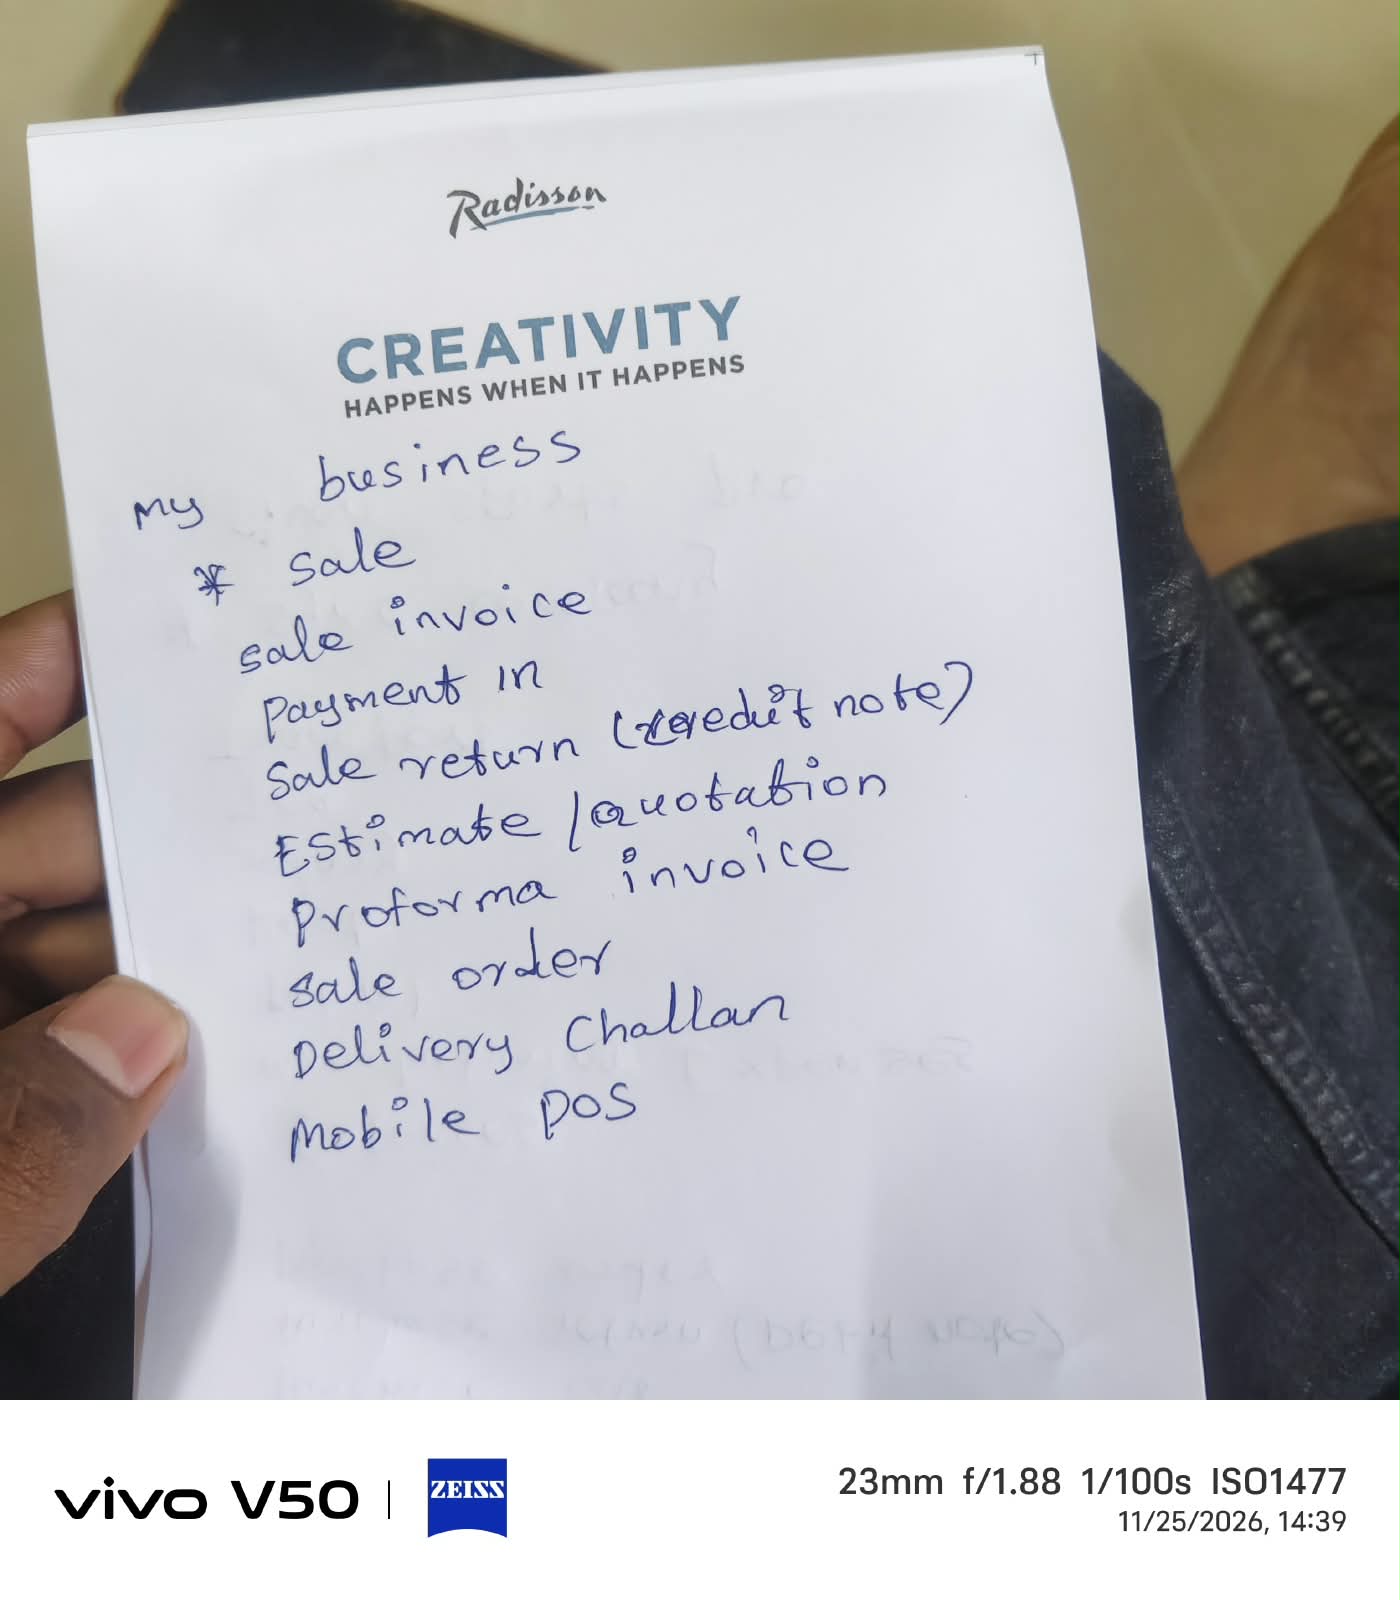 Radisson
CREATIVITY
HAPPENS WHEN IT HAPPENS
My business
* Sale
Sale invoice
Payment in
Sale return (credit note)
Estimate / Quotation
Proforma invoice
Sale order
Delivery Challan
Mobile POS
vivo V50 | ZEISS
23mm f/1.88 1/100s ISO1477
11/25/2026, 14:39